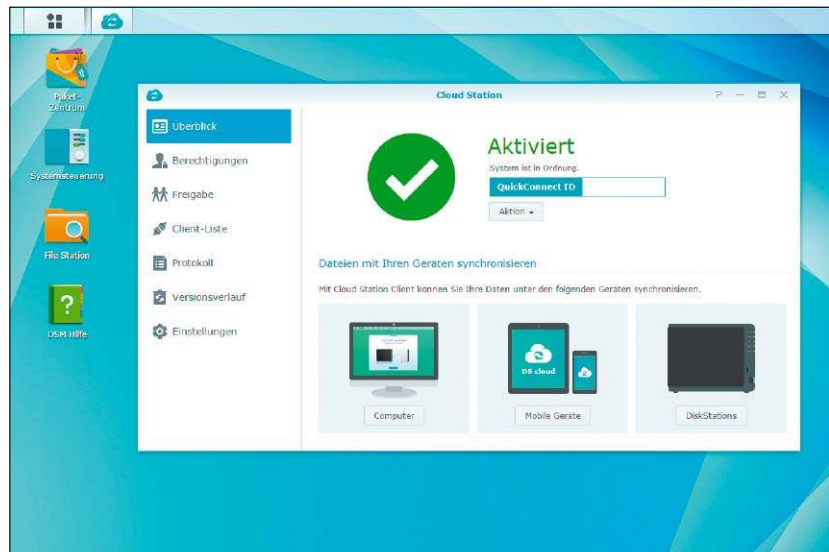 Paket-
Zentrum
Systemsteuerung
File Station
DSM Hilfe
Cloud Station
Überblick
Berechtigungen
Freigabe
Client-Liste
Protokoll
Versionsverlauf
Einstellungen
Aktiviert
System ist in Ordnung.
QuickConnect ID
Aktion
Dateien mit Ihren Geräten synchronisieren
Mit Cloud Station Client können Sie Ihre Daten unter den folgenden Geräten synchronisieren.
D9 cloud
Computer
Mobile Geräte
DiskStations